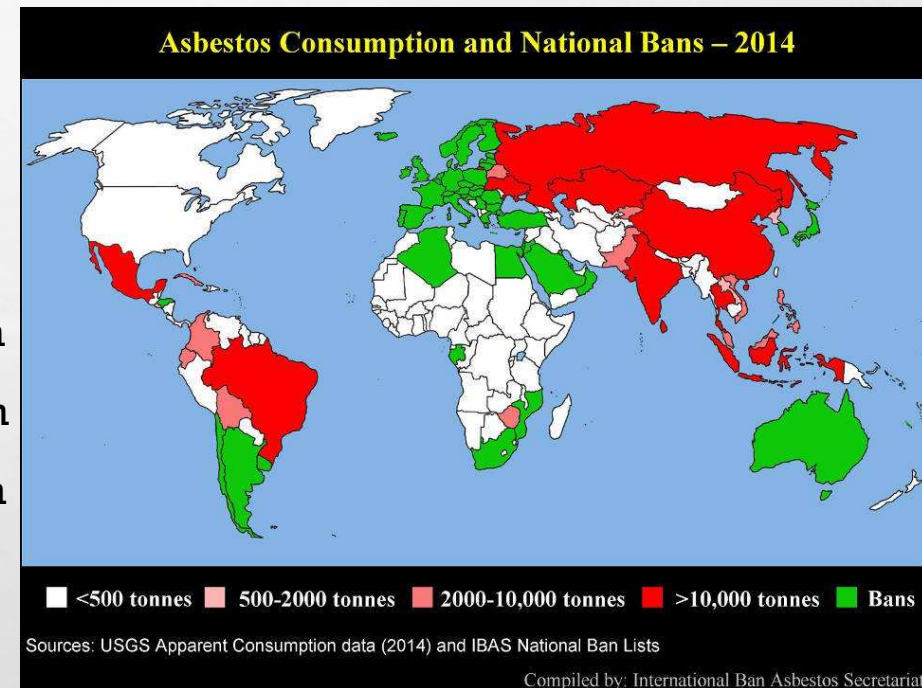 Asbestos Consumption and National Bans – 2014
<500 tonnes 500-2000 tonnes 2000-10,000 tonnes >10,000 tonnes Bans
Sources: USGS Apparent Consumption data (2014) and IBAS National Ban Lists
Compiled by: International Ban Asbestos Secretaria